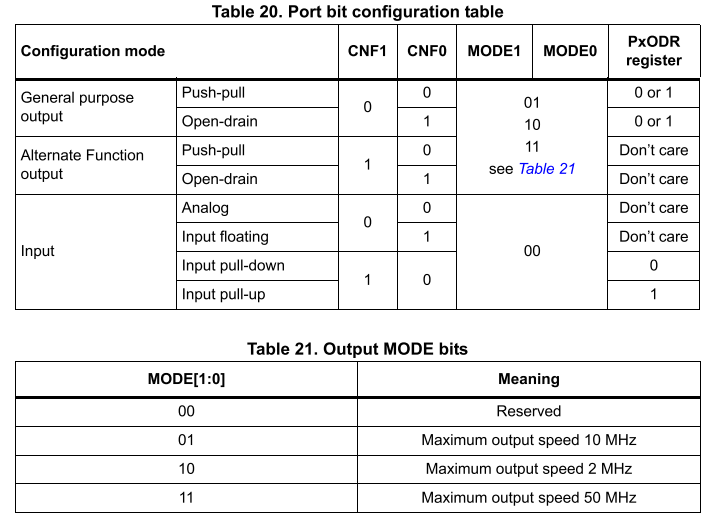 Table 20. Port bit configuration table
Configuration mode CNF1 CNF0 MODE1 MODE0 PxODR register
General purpose output Push-pull 0 0 01 10 11 see Table 21 0 or 1
Open-drain 1 0 or 1
Alternate Function output Push-pull 1 0 Don't care
Open-drain 1 Don't care
Input Analog 0 0 00 Don't care
Input floating 1 Don't care
Input pull-down 1 0 0
Input pull-up 1
Table 21. Output MODE bits
MODE[1:0] Meaning
00 Reserved
01 Maximum output speed 10 MHz
10 Maximum output speed 2 MHz
11 Maximum output speed 50 MHz